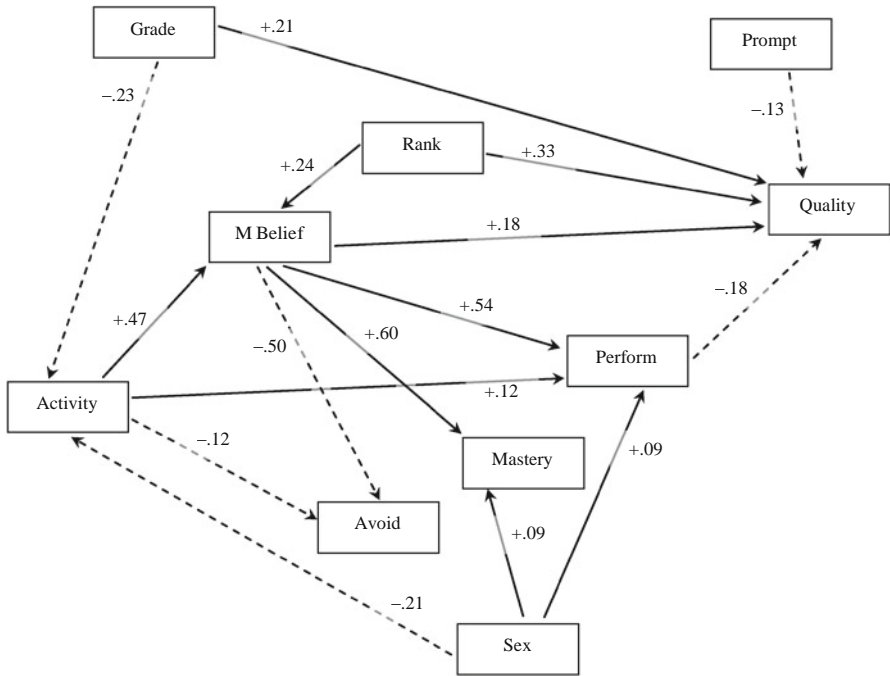 Grade
+.21
Prompt
–.23
–.13
Rank
+.24
+.33
Quality
M Belief
+.18
–.18
+.47
+.54
–.50
+.60
Perform
Activity
+.12
–.12
Mastery
+.09
Avoid
+.09
–.21
Sex